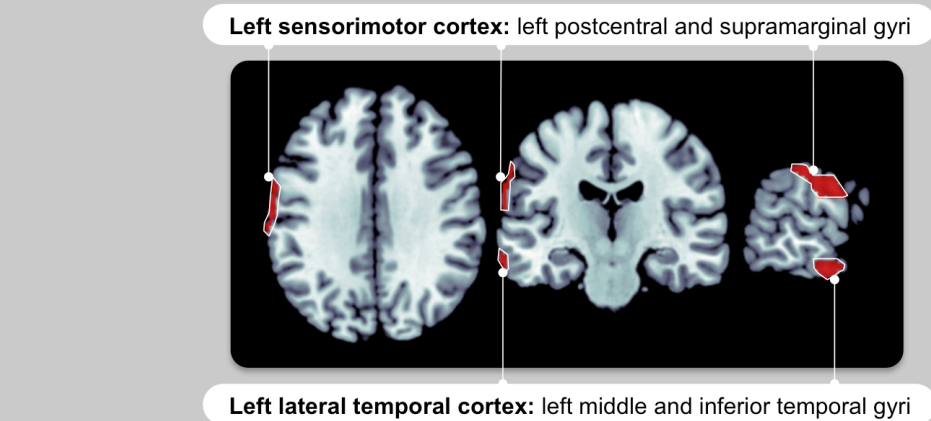 Left sensorimotor cortex: left postcentral and supramarginal gyri
Left lateral temporal cortex: left middle and inferior temporal gyri